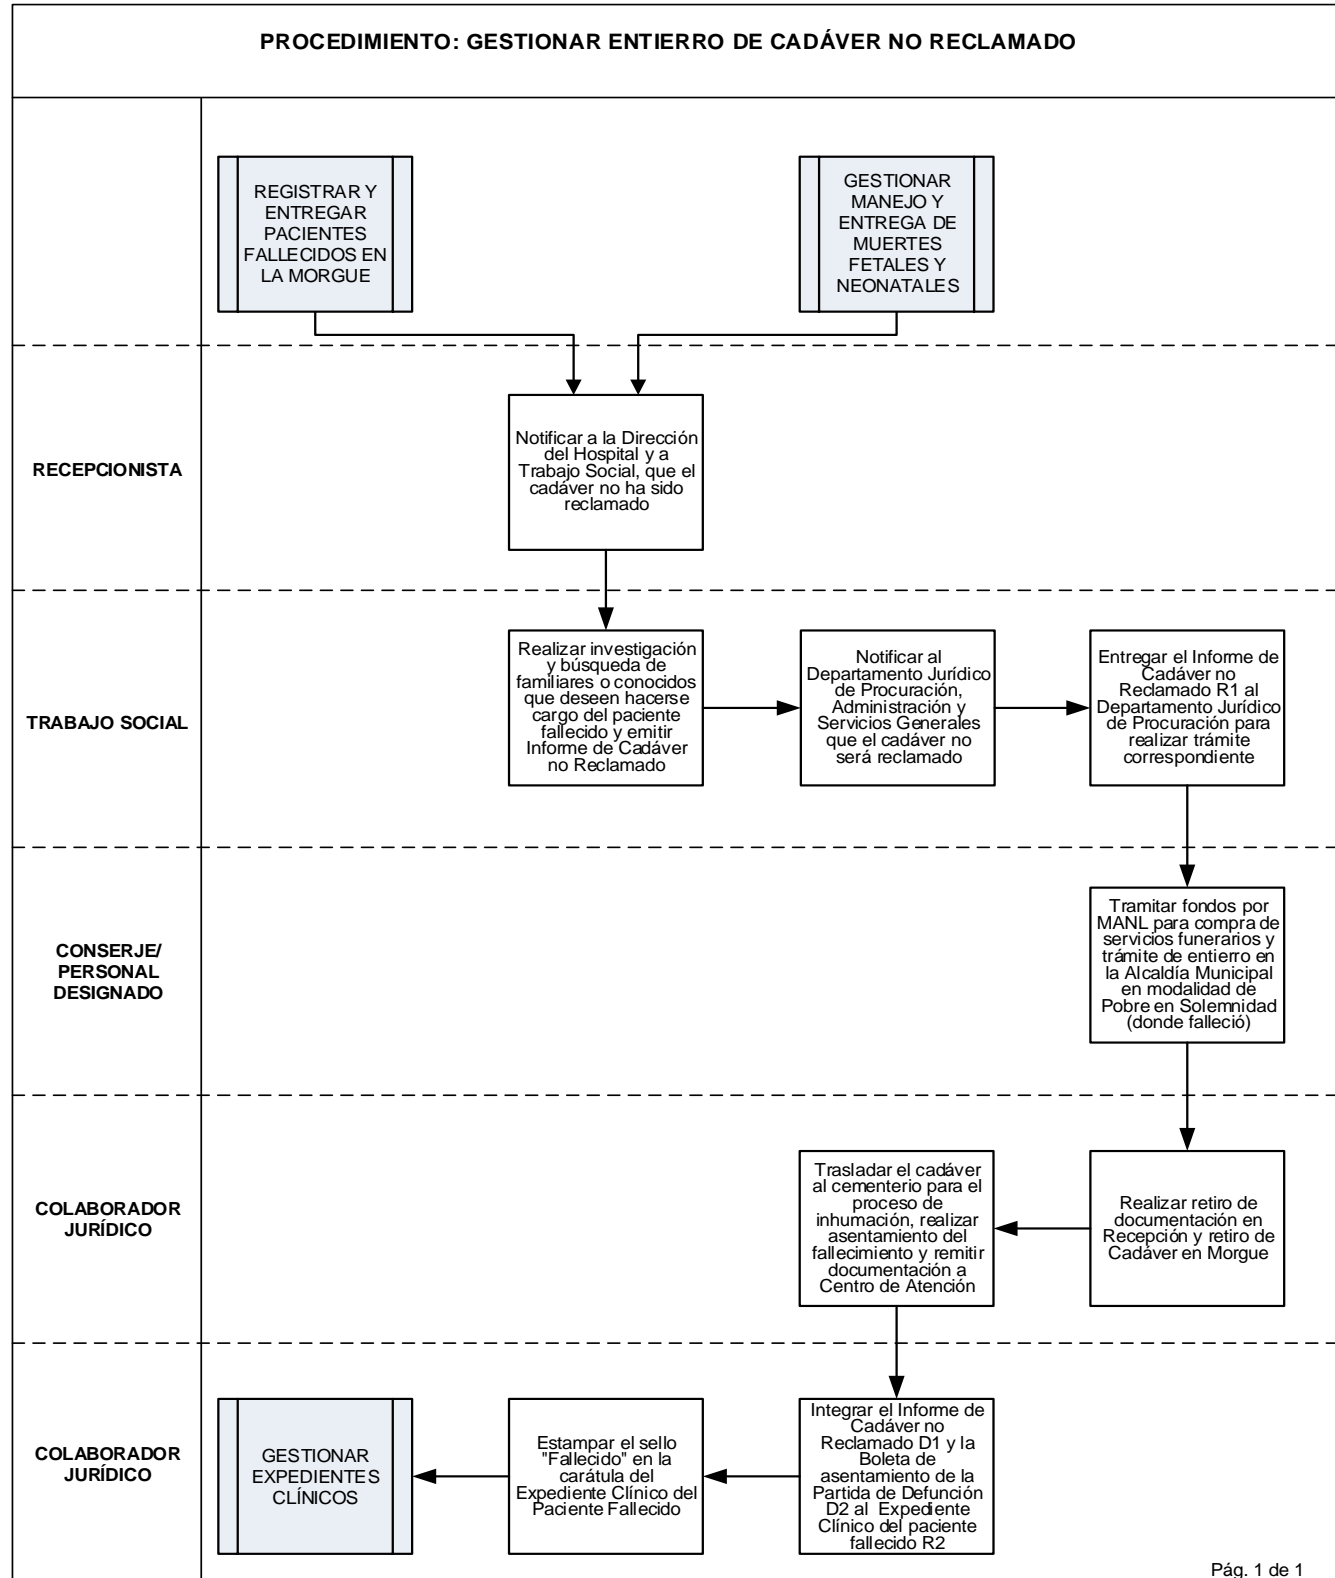 PROCEDIMIENTO: GESTIONAR ENTIERRO DE CADÁVER NO RECLAMADO
REGISTRAR Y
ENTREGAR
PACIENTES
FALLECIDOS EN
LA MORGUE
GESTIONAR
MANEJO Y
ENTREGA DE
MUERTES
FETALES Y
NEONATALES
RECEPCIONISTA
Notificar a la Dirección
del Hospital y a
Trabajo Social, que el
cadáver no ha sido
reclamado
TRABAJO SOCIAL
Realizar investigación
y búsqueda de
familiares o conocidos
que deseen hacerse
cargo del paciente
fallecido y emitir
Informe de Cadáver
no Reclamado
Notificar al
Departamento Jurídico
de Procuración,
Administración y
Servicios Generales
que el cadáver no
será reclamado
Entregar el Informe de
Cadáver no
Reclamado R1 al
Departamento Jurídico
de Procuración para
realizar trámite
correspondiente
CONSERJE/
PERSONAL
DESIGNADO
Tramitar fondos por
MANL para compra de
servicios funerarios y
trámite de entierro en
la Alcaldía Municipal
en modalidad de
Pobre en Solemnidad
(donde falleció)
COLABORADOR
JURÍDICO
Trasladar el cadáver
al cementerio para el
proceso de
inhumación, realizar
asentamiento del
fallecimiento y remitir
documentación a
Centro de Atención
Realizar retiro de
documentación en
Recepción y retiro de
Cadáver en Morgue
COLABORADOR
JURÍDICO
GESTIONAR
EXPEDIENTES
CLÍNICOS
Estampar el sello
"Fallecido" en la
carátula del
Expediente Clínico del
Paciente Fallecido
Integrar el Informe de
Cadáver no
Reclamado D1 y la
Boleta de
asentamiento de la
Partida de Defunción
D2 al Expediente
Clínico del paciente
fallecido R2
Pág. 1 de 1